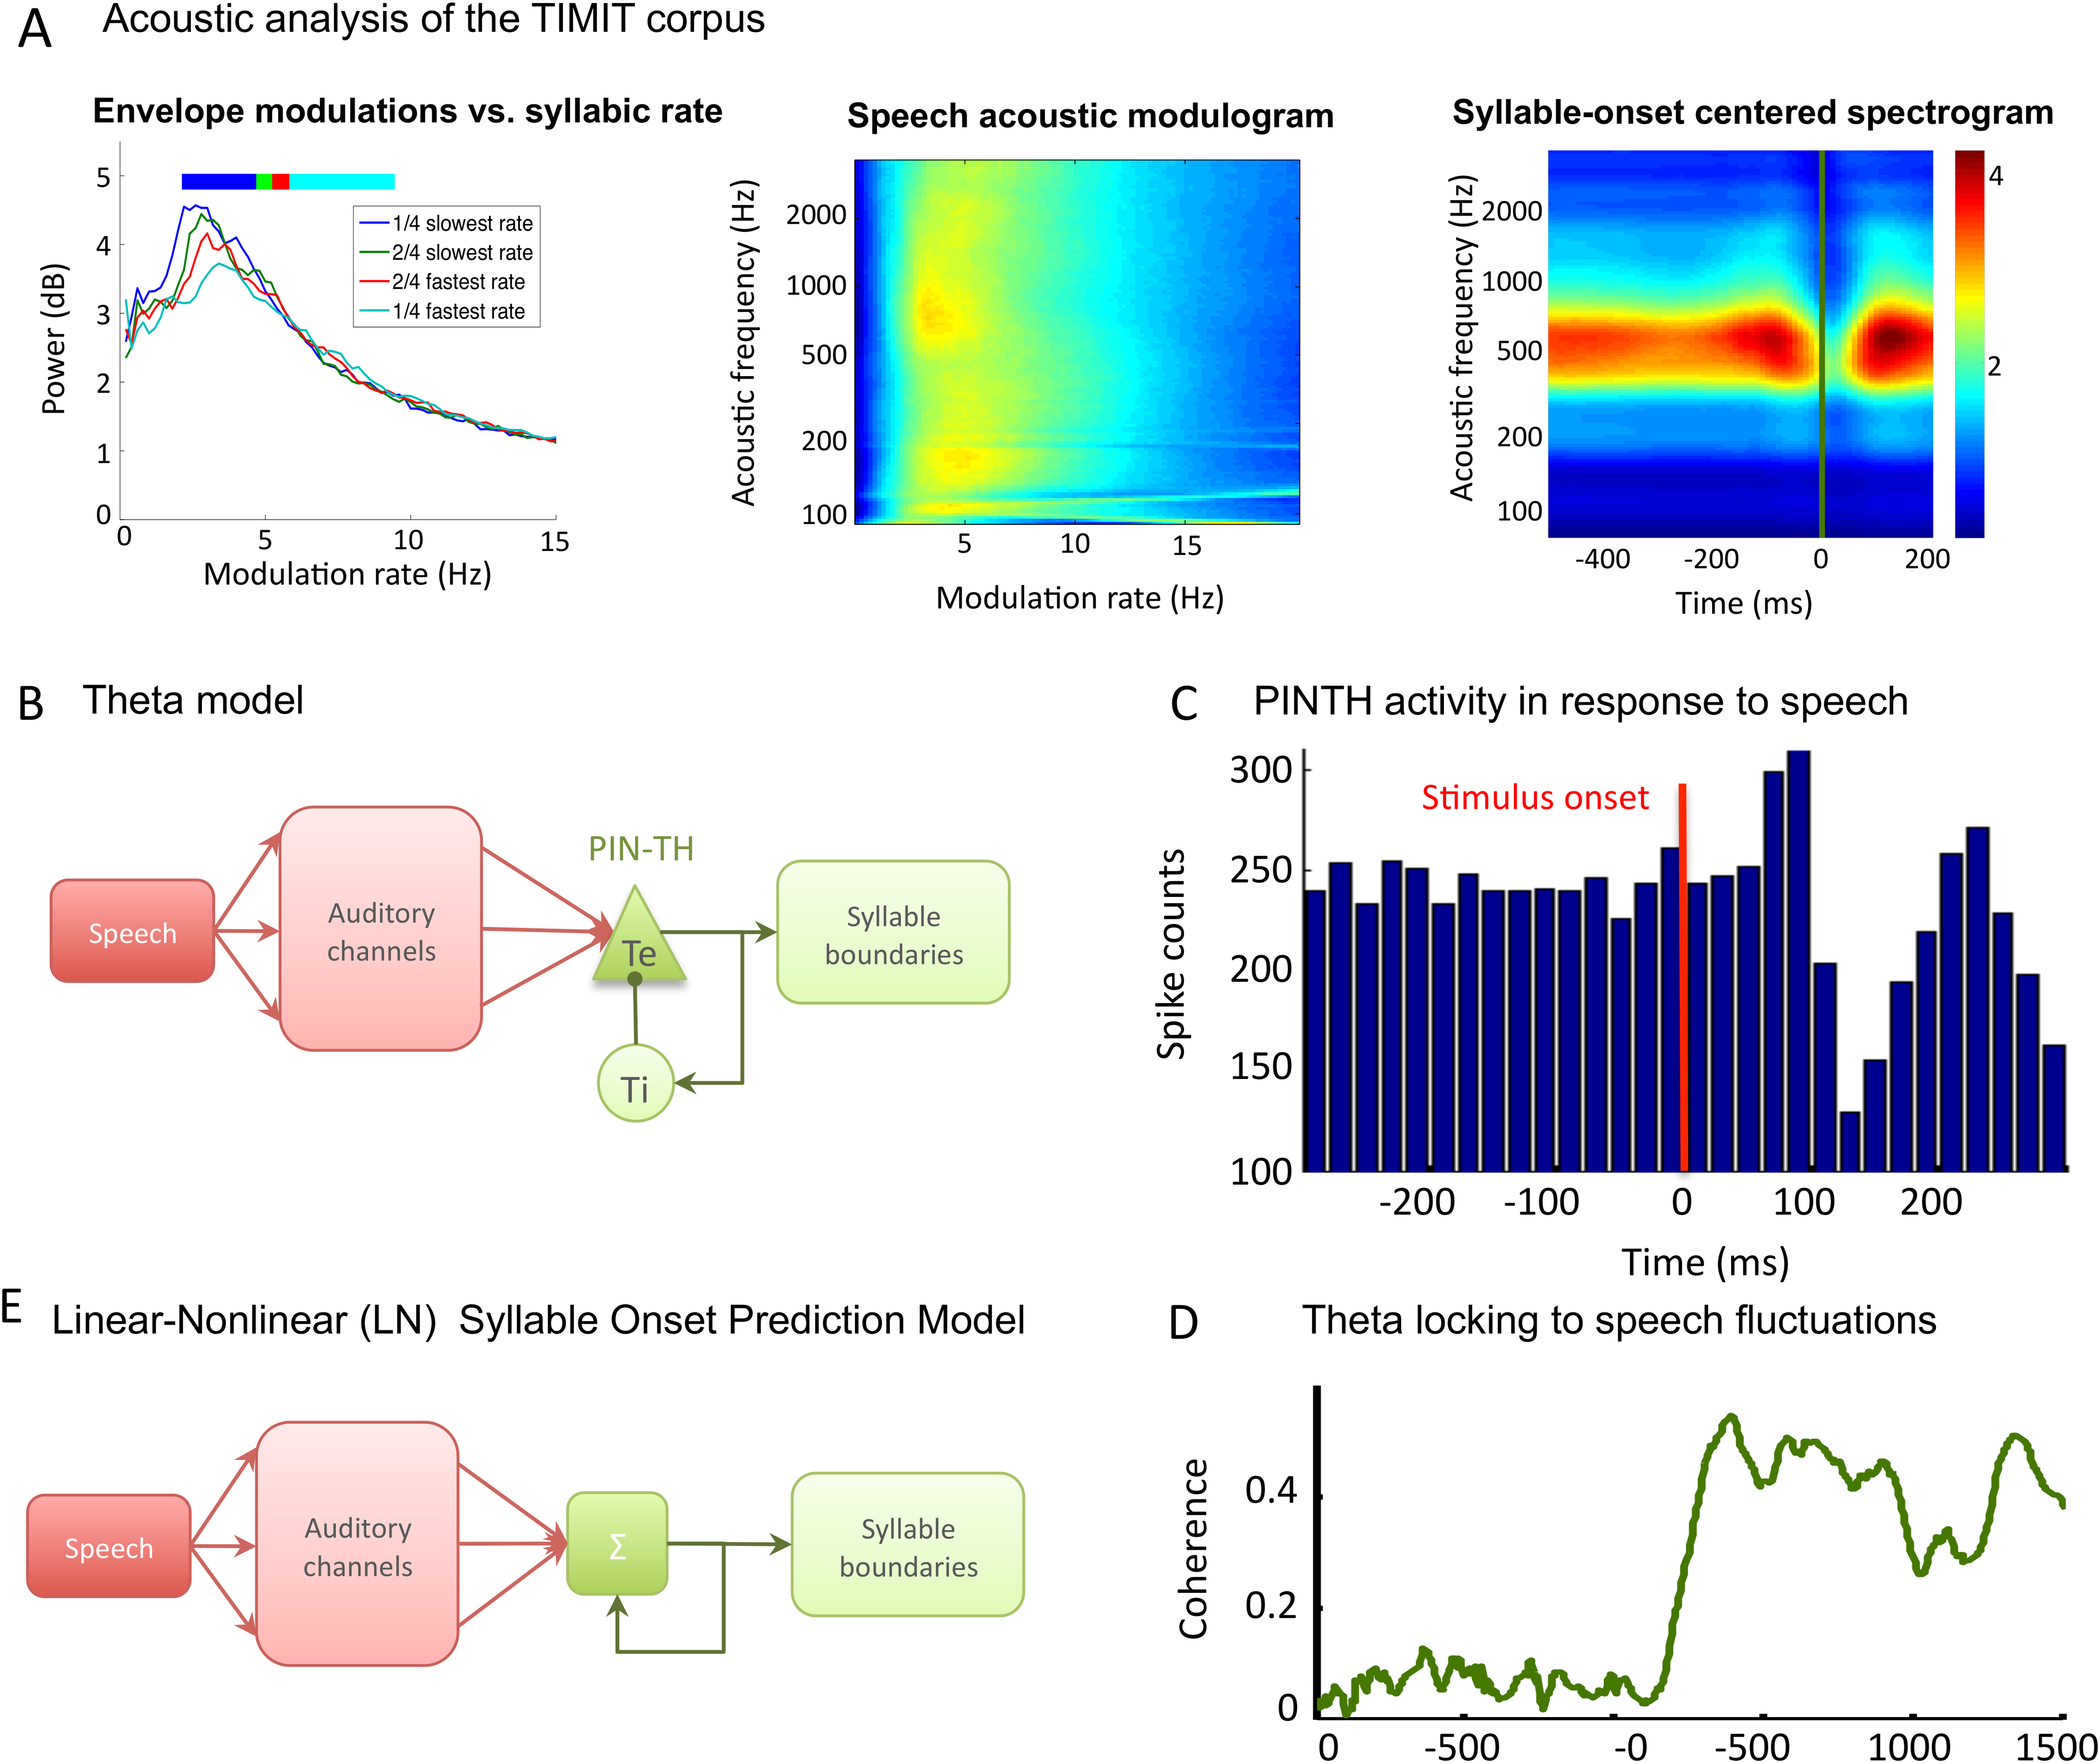 A Acoustic analysis of the TIMIT corpus
Envelope modulations vs. syllabic rate
5
4
3
2
1
0
Power (dB)
1/4 slowest rate
2/4 slowest rate
2/4 fastest rate
1/4 fastest rate
0 5 10 15
Modulation rate (Hz)
Speech acoustic modulogram
Acoustic frequency (Hz)
2000
1000
500
200
100
5 10 15
Modulation rate (Hz)
Syllable-onset centered spectrogram
Acoustic frequency (Hz)
2000
1000
500
200
100
4
2
-400 -200 0 200
Time (ms)
B Theta model
Speech
Auditory
channels
PIN-TH
Te
Ti
Syllable
boundaries
C PINTH activity in response to speech
300
250
200
150
100
Spike counts
Stimulus onset
-200 -100 0 100 200
Time (ms)
E Linear-Nonlinear (LN) Syllable Onset Prediction Model
Speech
Auditory
channels
Σ
Syllable
boundaries
D Theta locking to speech fluctuations
Coherence
0.4
0.2
0
0 -500 -0 -500 1000 1500